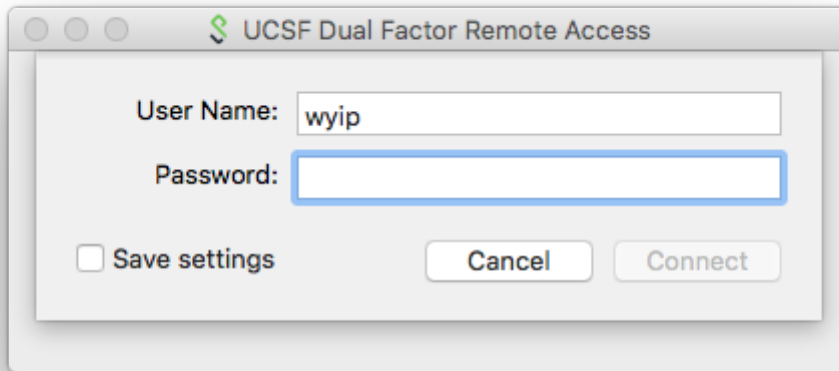 UCSF Dual Factor Remote Access
User Name: wyip
Password:
Save settings Cancel Connect